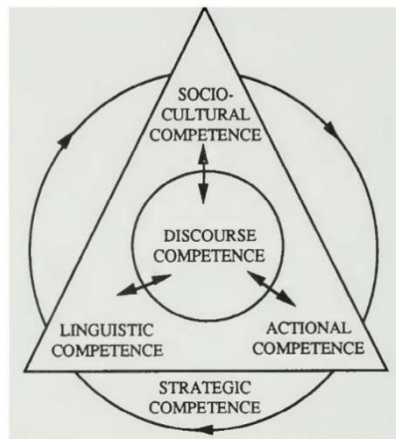 SOCIO-
CULTURAL
COMPETENCE
DISCOURSE
COMPETENCE
LINGUISTIC
COMPETENCE
ACTIONAL
COMPETENCE
STRATEGIC
COMPETENCE